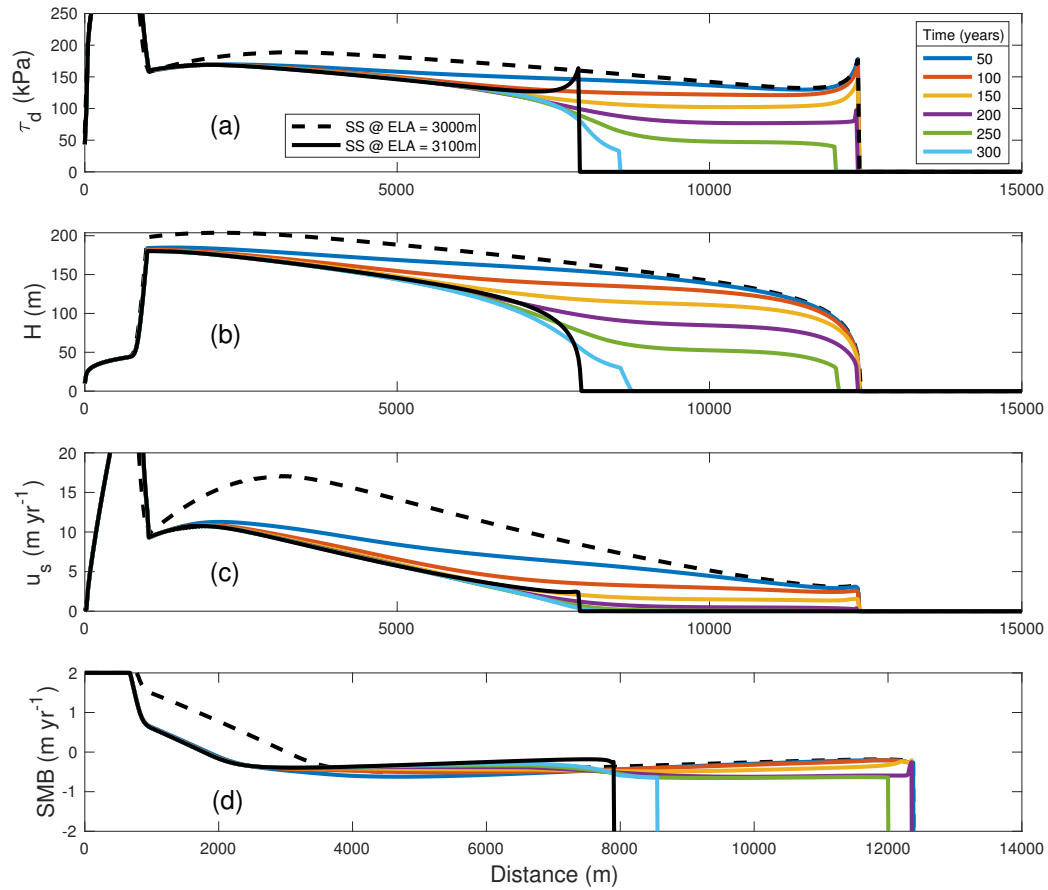 250
200
150
100
50
0
τd (kPa)
(a)
SS @ ELA = 3000m
SS @ ELA = 3100m
Time (years)
50
100
150
200
250
300
0 5000 10000 15000
200
150
100
50
0
H (m)
(b)
0 5000 10000 15000
20
15
10
5
0
us (m yr-1)
(c)
0 5000 10000 15000
2
1
0
-1
-2
SMB (m yr-1)
(d)
0 2000 4000 6000 8000 10000 12000 14000
Distance (m)